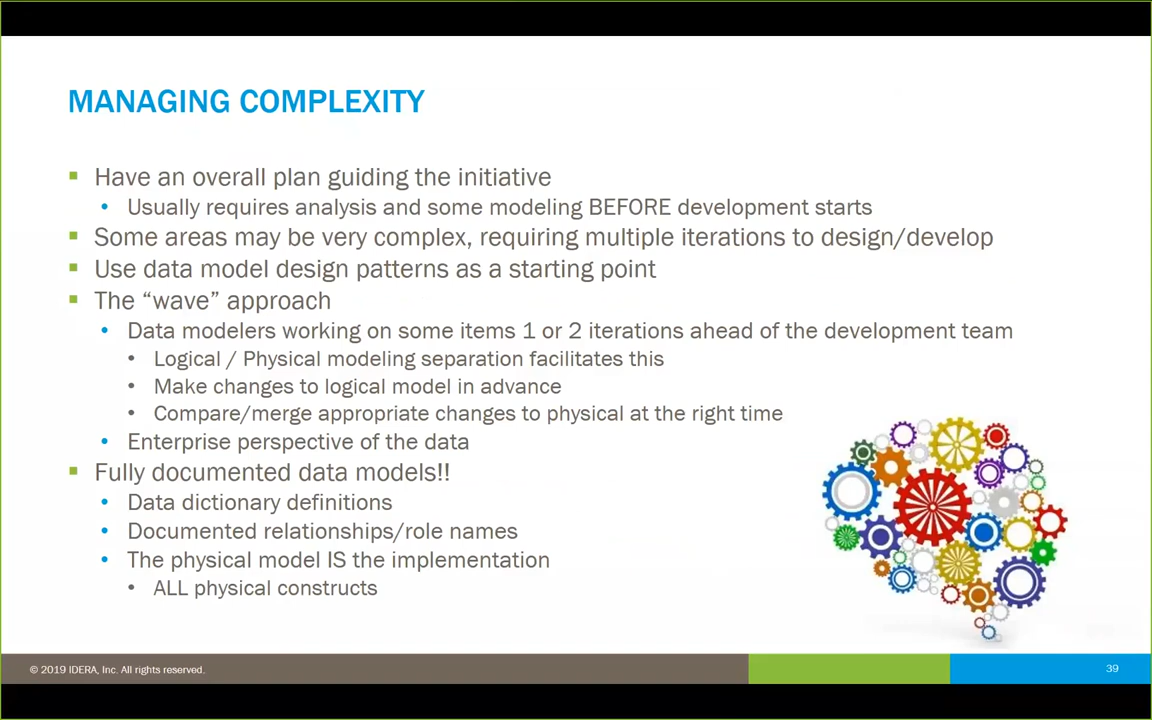 MANAGING COMPLEXITY
▪ Have an overall plan guiding the initiative
• Usually requires analysis and some modeling BEFORE development starts
▪ Some areas may be very complex, requiring multiple iterations to design/develop
▪ Use data model design patterns as a starting point
▪ The “wave” approach
• Data modelers working on some items 1 or 2 iterations ahead of the development team
• Logical / Physical modeling separation facilitates this
• Make changes to logical model in advance
• Compare/merge appropriate changes to physical at the right time
• Enterprise perspective of the data
▪ Fully documented data models!!
• Data dictionary definitions
• Documented relationships/role names
• The physical model IS the implementation
• ALL physical constructs
© 2019 IDERA, Inc. All rights reserved.
39